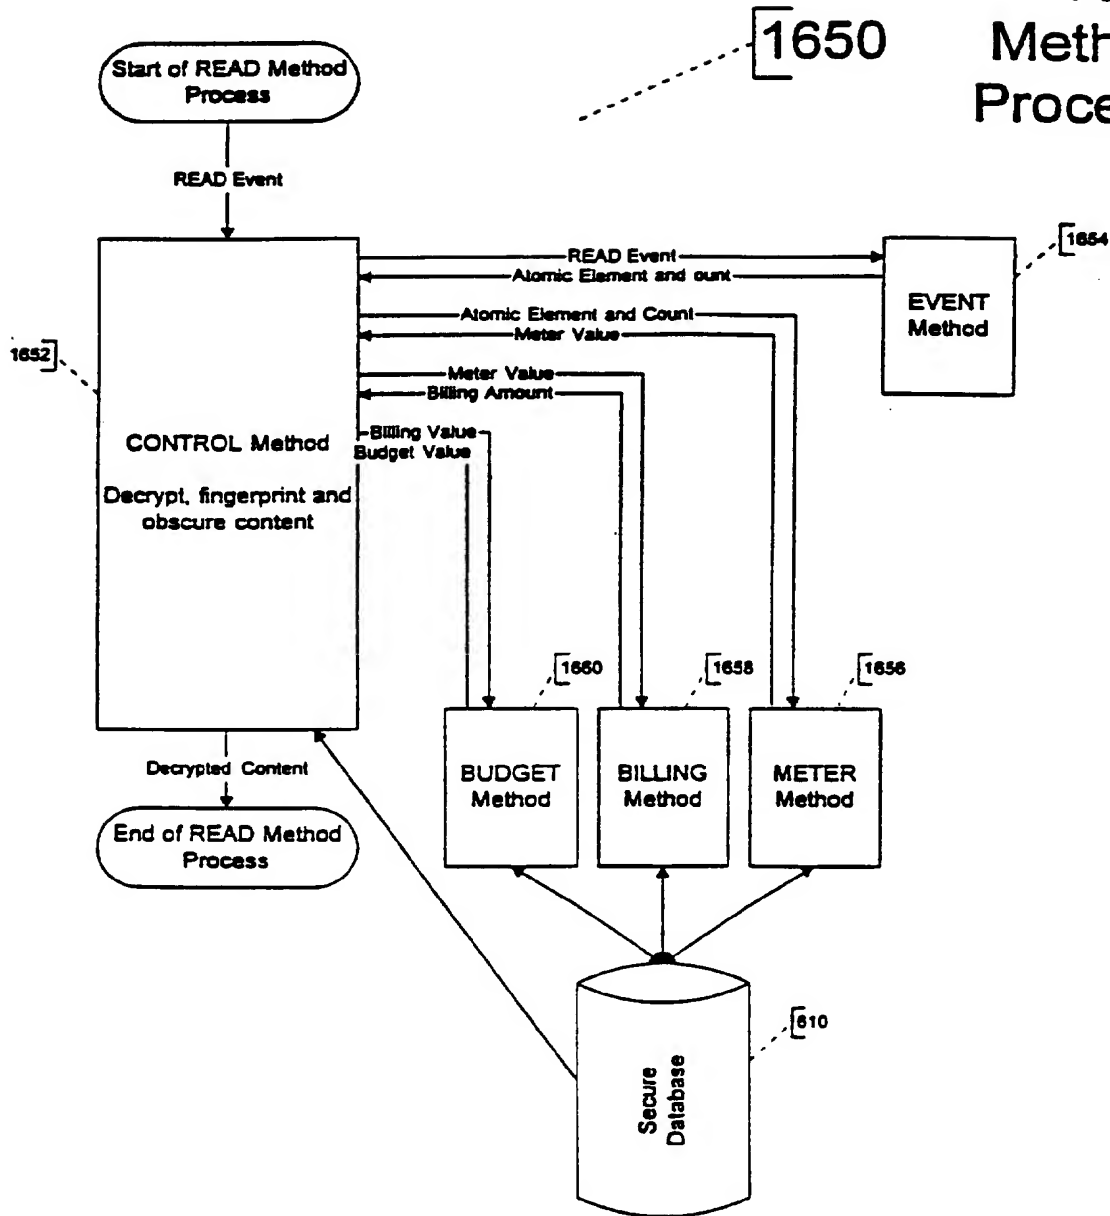 1650
Start of READ Method
Process
READ Event
READ Event
Atomic Element and ount
1654
EVENT
Method
Atomic Element and Count
Meter Value
1652
Meter Value
Billing Amount
Billing Value
Budget Value
CONTROL Method
Decrypt, fingerprint and
obscure content
1660
1658
1656
BUDGET
Method
BILLING
Method
METER
Method
Decrypted Content
End of READ Method
Process
610
Secure
Database